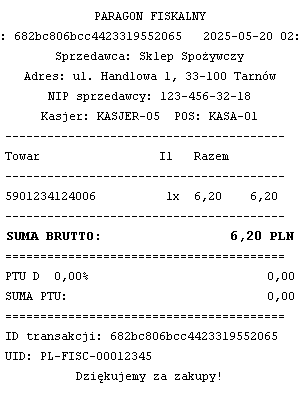 PARAGON FISKALNY
: 682bc806bcc4423319552065 2025-05-20 02:
Sprzedawca: Sklep Spożywczy
Adres: ul. Handlowa 1, 33-100 Tarnów
NIP sprzedawcy: 123-456-32-18
Kasjer: KASJER-05 POS: KASA-01
----------------------------------------
Towar Il Razem
----------------------------------------
5901234124006 1x 6,20 6,20
----------------------------------------
SUMA BRUTTO: 6,20 PLN
========================================
PTU D 0,00% 0,00
SUMA PTU: 0,00
========================================
ID transakcji: 682bc806bcc4423319552065
UID: PL-FISC-00012345
Dziękujemy za zakupy!